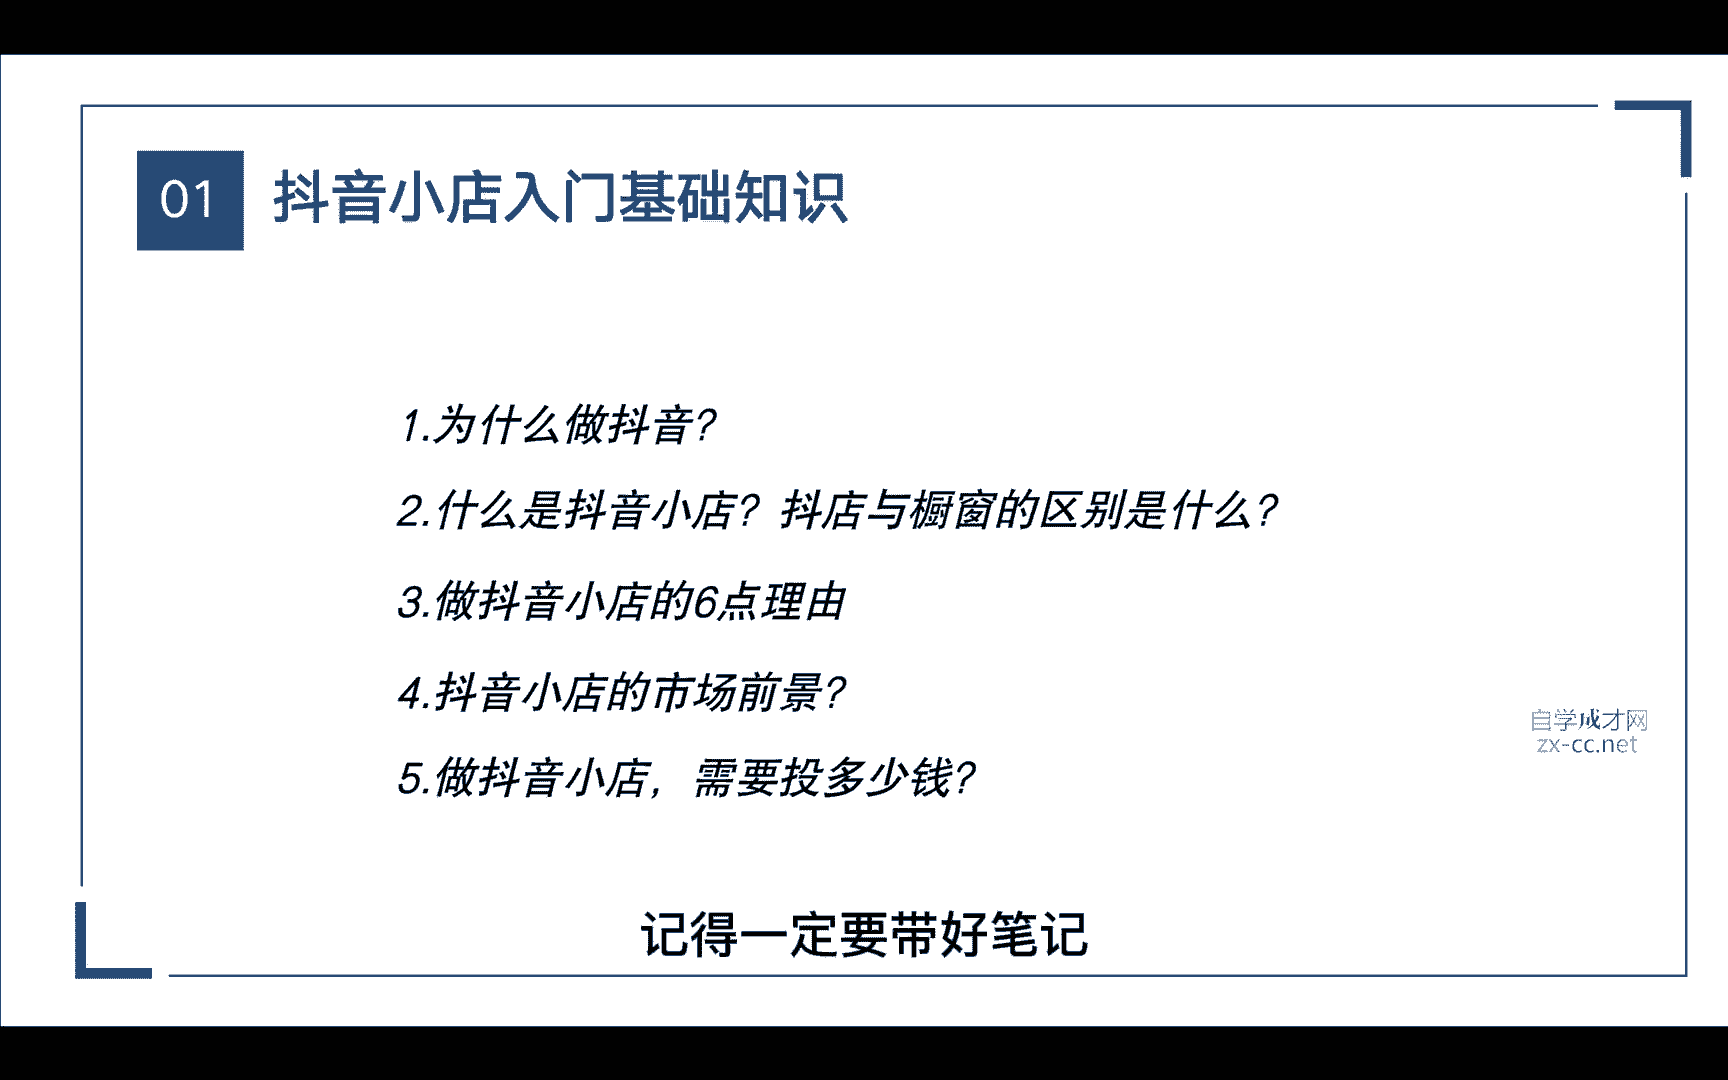 01 抖音小店入门基础知识
1.为什么做抖音？
2.什么是抖音小店？抖店与橱窗的区别是什么？
3.做抖音小店的6点理由
4.抖音小店的市场前景？
5.做抖音小店，需要投多少钱？
自学成才网
zx-cc.net
记得一定要带好笔记